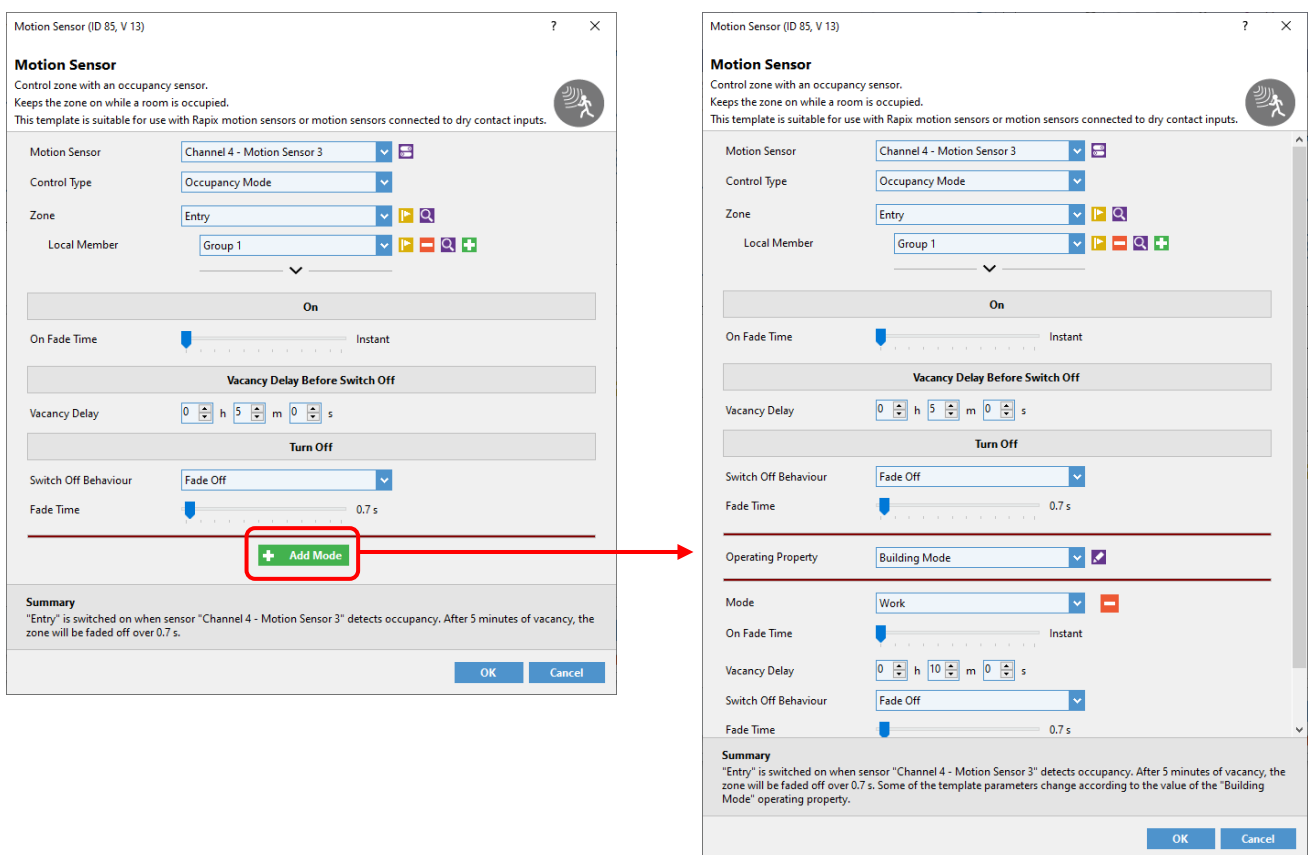 Motion Sensor (ID 85, V 13)
?
Motion Sensor
Control zone with an occupancy sensor.
Keeps the zone on while a room is occupied.
This template is suitable for use with Rapix motion sensors or motion sensors connected to dry contact inputs.
Motion Sensor Channel 4 - Motion Sensor 3
Control Type Occupancy Mode
Zone Entry
Local Member Group 1
On
On Fade Time Instant
Vacancy Delay Before Switch Off
Vacancy Delay 0 h 5 m 0 s
Turn Off
Switch Off Behaviour Fade Off
Fade Time 0.7 s
Add Mode
Summary
"Entry" is switched on when sensor "Channel 4 - Motion Sensor 3" detects occupancy. After 5 minutes of vacancy, the
zone will be faded off over 0.7 s.
OK Cancel
Motion Sensor (ID 85, V 13)
?
Motion Sensor
Control zone with an occupancy sensor.
Keeps the zone on while a room is occupied.
This template is suitable for use with Rapix motion sensors or motion sensors connected to dry contact inputs.
Motion Sensor Channel 4 - Motion Sensor 3
Control Type Occupancy Mode
Zone Entry
Local Member Group 1
On
On Fade Time Instant
Vacancy Delay Before Switch Off
Vacancy Delay 0 h 5 m 0 s
Turn Off
Switch Off Behaviour Fade Off
Fade Time 0.7 s
Operating Property Building Mode
Mode Work
On Fade Time Instant
Vacancy Delay 0 h 10 m 0 s
Switch Off Behaviour Fade Off
Fade Time 0.7 s
Summary
"Entry" is switched on when sensor "Channel 4 - Motion Sensor 3" detects occupancy. After 5 minutes of vacancy, the
zone will be faded off over 0.7 s. Some of the template parameters change according to the value of the "Building
Mode" operating property.
OK Cancel